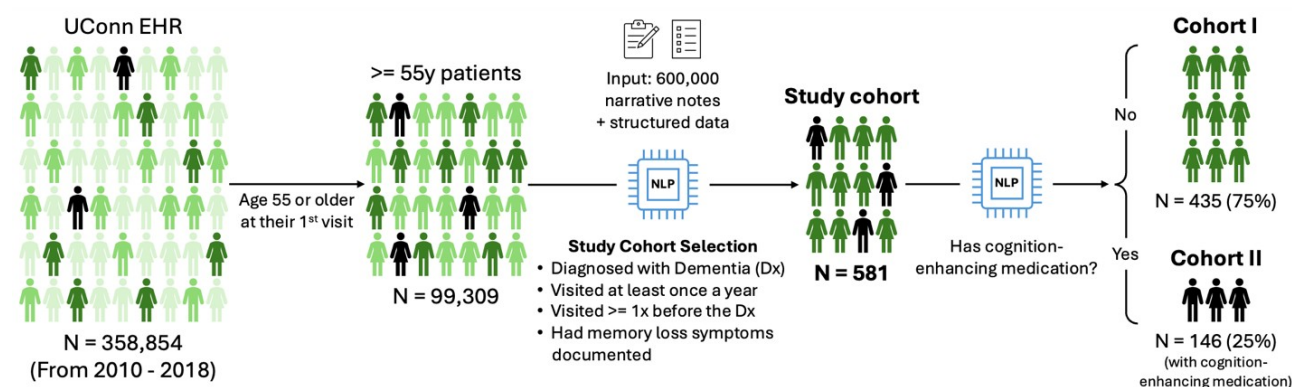 UConn EHR
N = 358,854
(From 2010 - 2018)
Age 55 or older
at their 1st visit
>= 55y patients
N = 99,309
Input: 600,000
narrative notes
+ structured data
NLP
Study Cohort Selection
• Diagnosed with Dementia (Dx)
• Visited at least once a year
• Visited >= 1x before the Dx
• Had memory loss symptoms
documented
Study cohort
N = 581
NLP
Has cognition-
enhancing medication?
No
Yes
Cohort I
N = 435 (75%)
Cohort II
N = 146 (25%)
(with cognition-
enhancing medication)